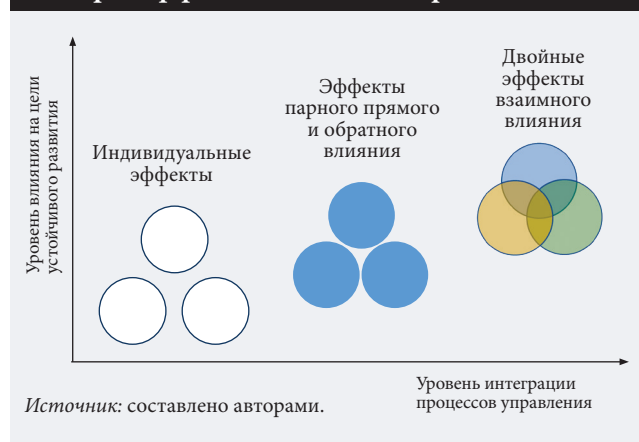 Двойные
эффекты
взаимного
влияния
Эффекты
парного прямого
и обратного
влияния
Индивидуальные
эффекты
Уровень влияния на цели
устойчивого развития
Уровень интеграции
процессов управления
Источник: составлено авторами.